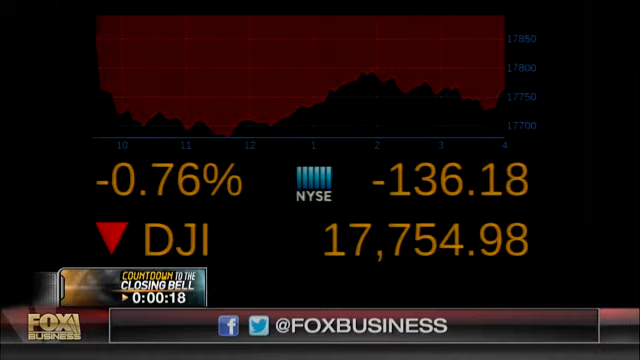 17850
17800
17750
17700
10 11 12 1 2 3 4
-0.76% NYSE -136.18
DJI 17,754.98
COUNTDOWN TO THE
CLOSING BELL
0:00:18
FOX
BUSINESS
f @FOXBUSINESS